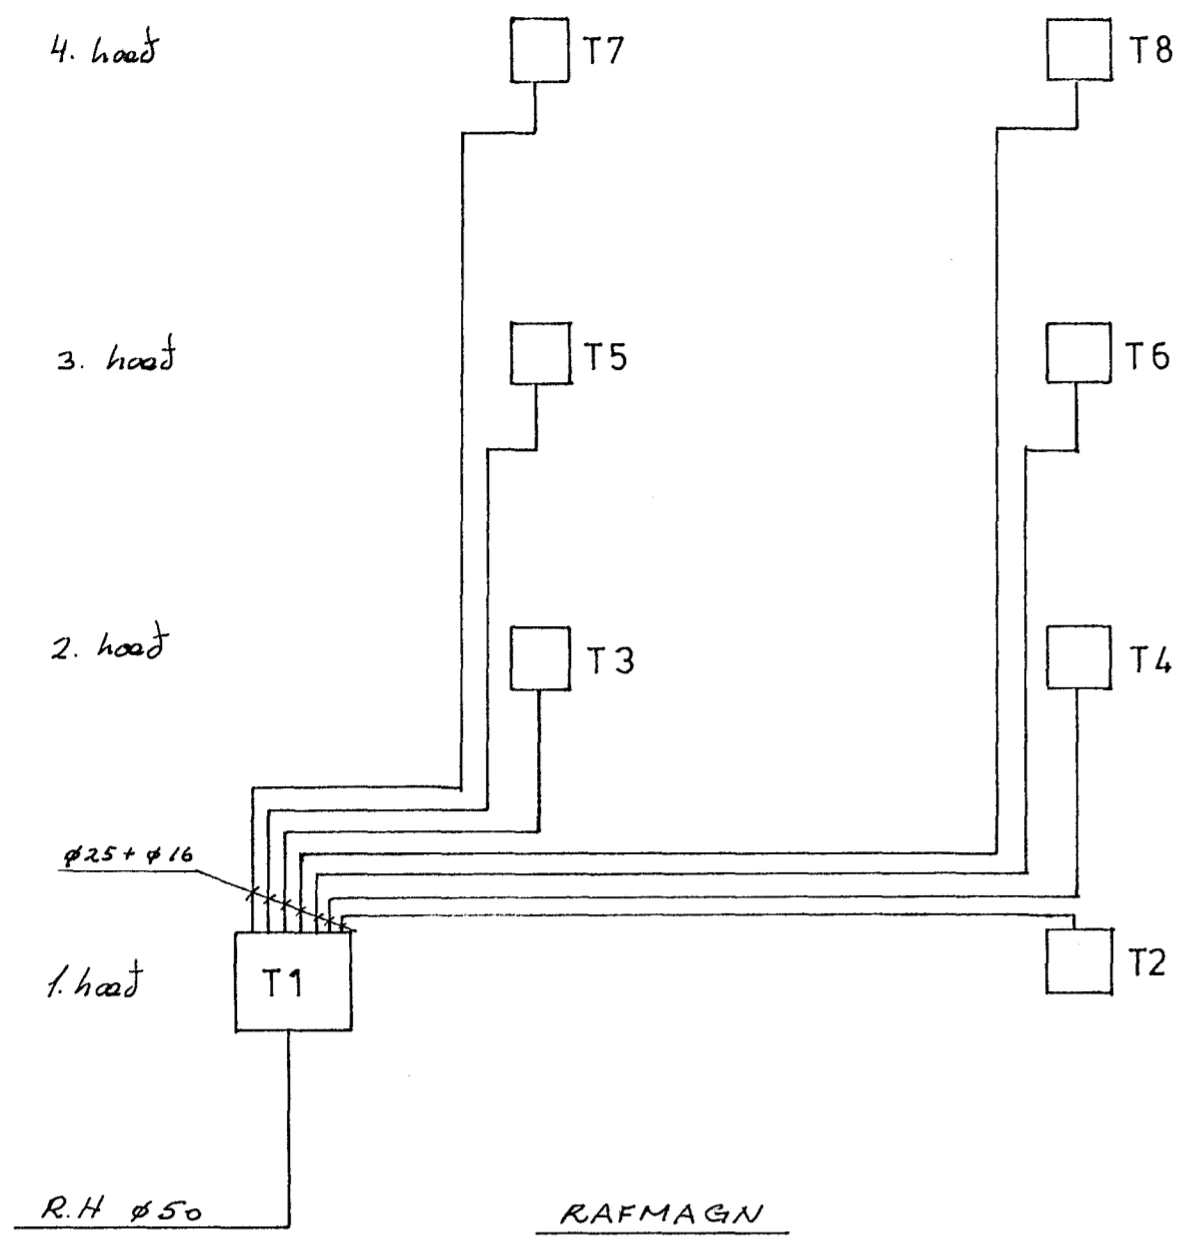 4. hæð T7 T8
3. hæð T5 T6
2. hæð T3 T4
ø25 + ø16
1. hæð T1 T2
R.H ø50
RAFMAGN